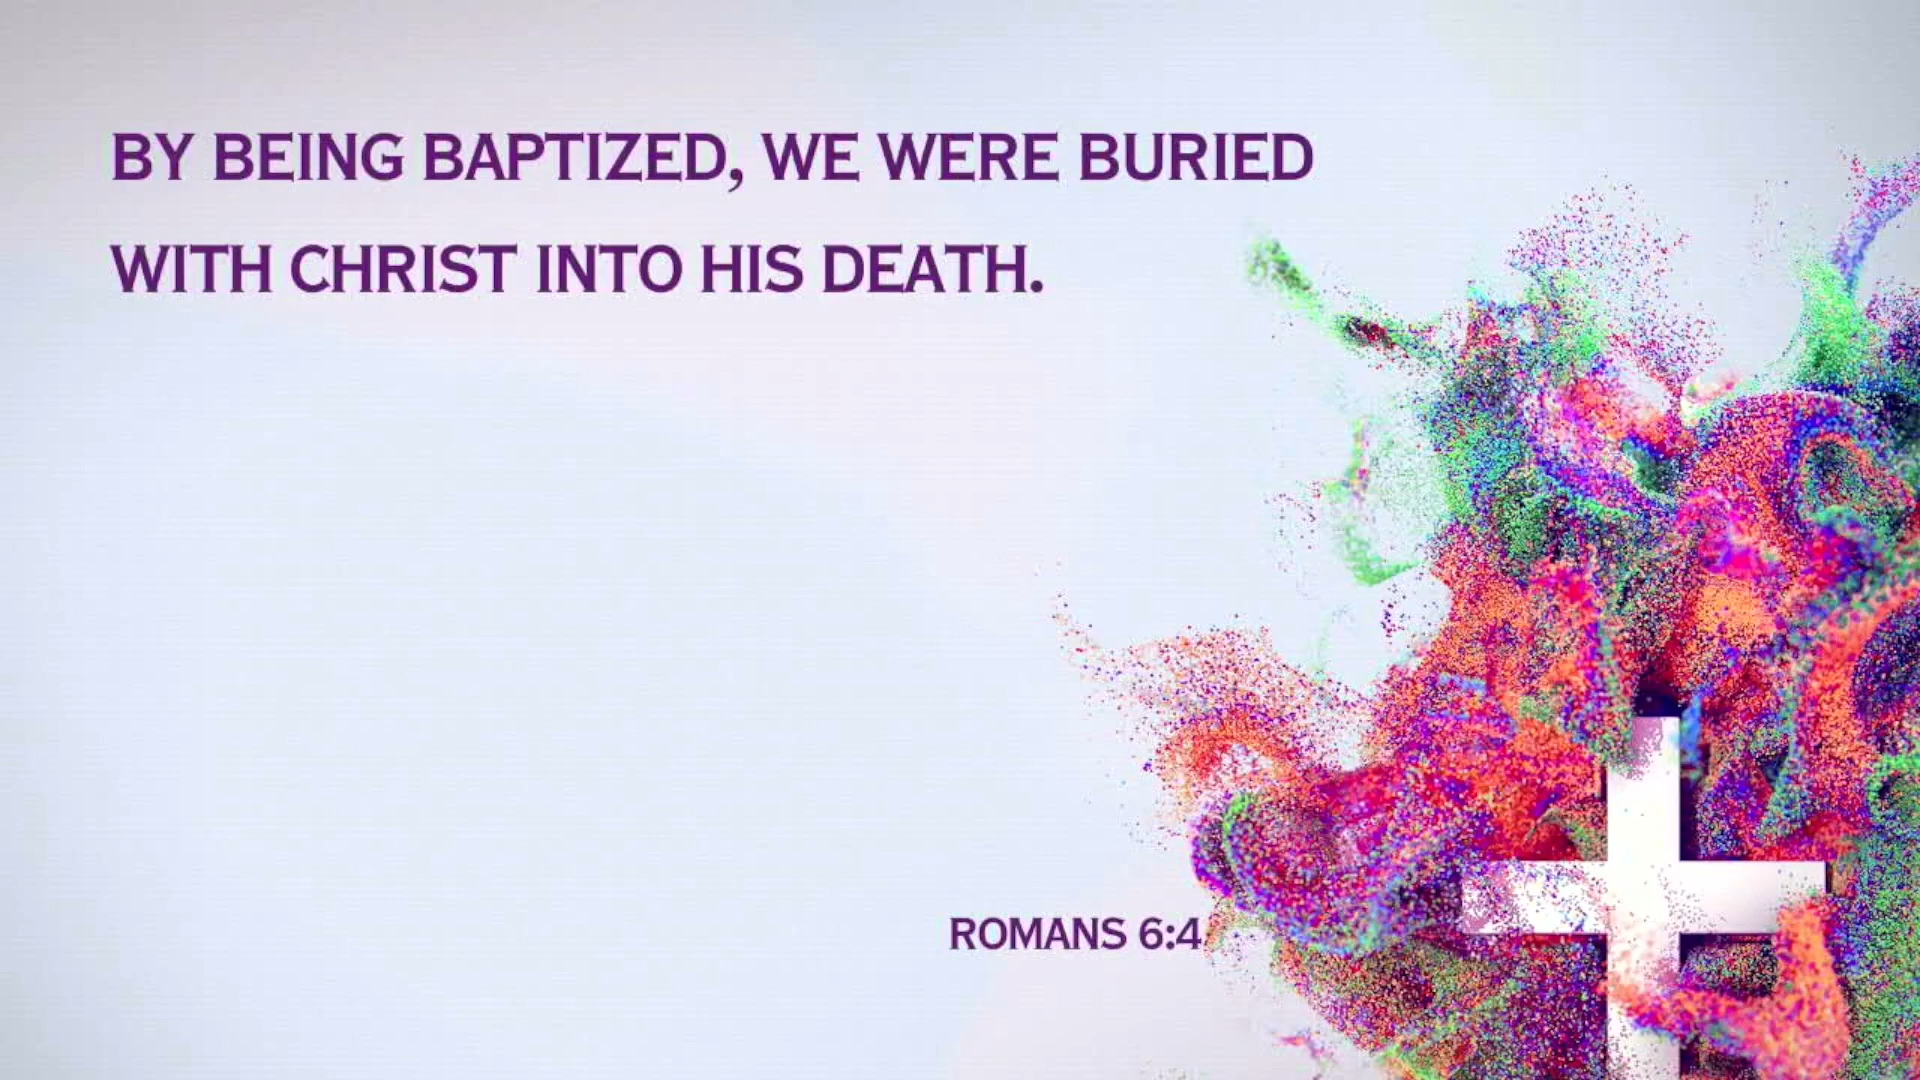 BY BEING BAPTIZED, WE WERE BURIED
WITH CHRIST INTO HIS DEATH.
ROMANS 6:4